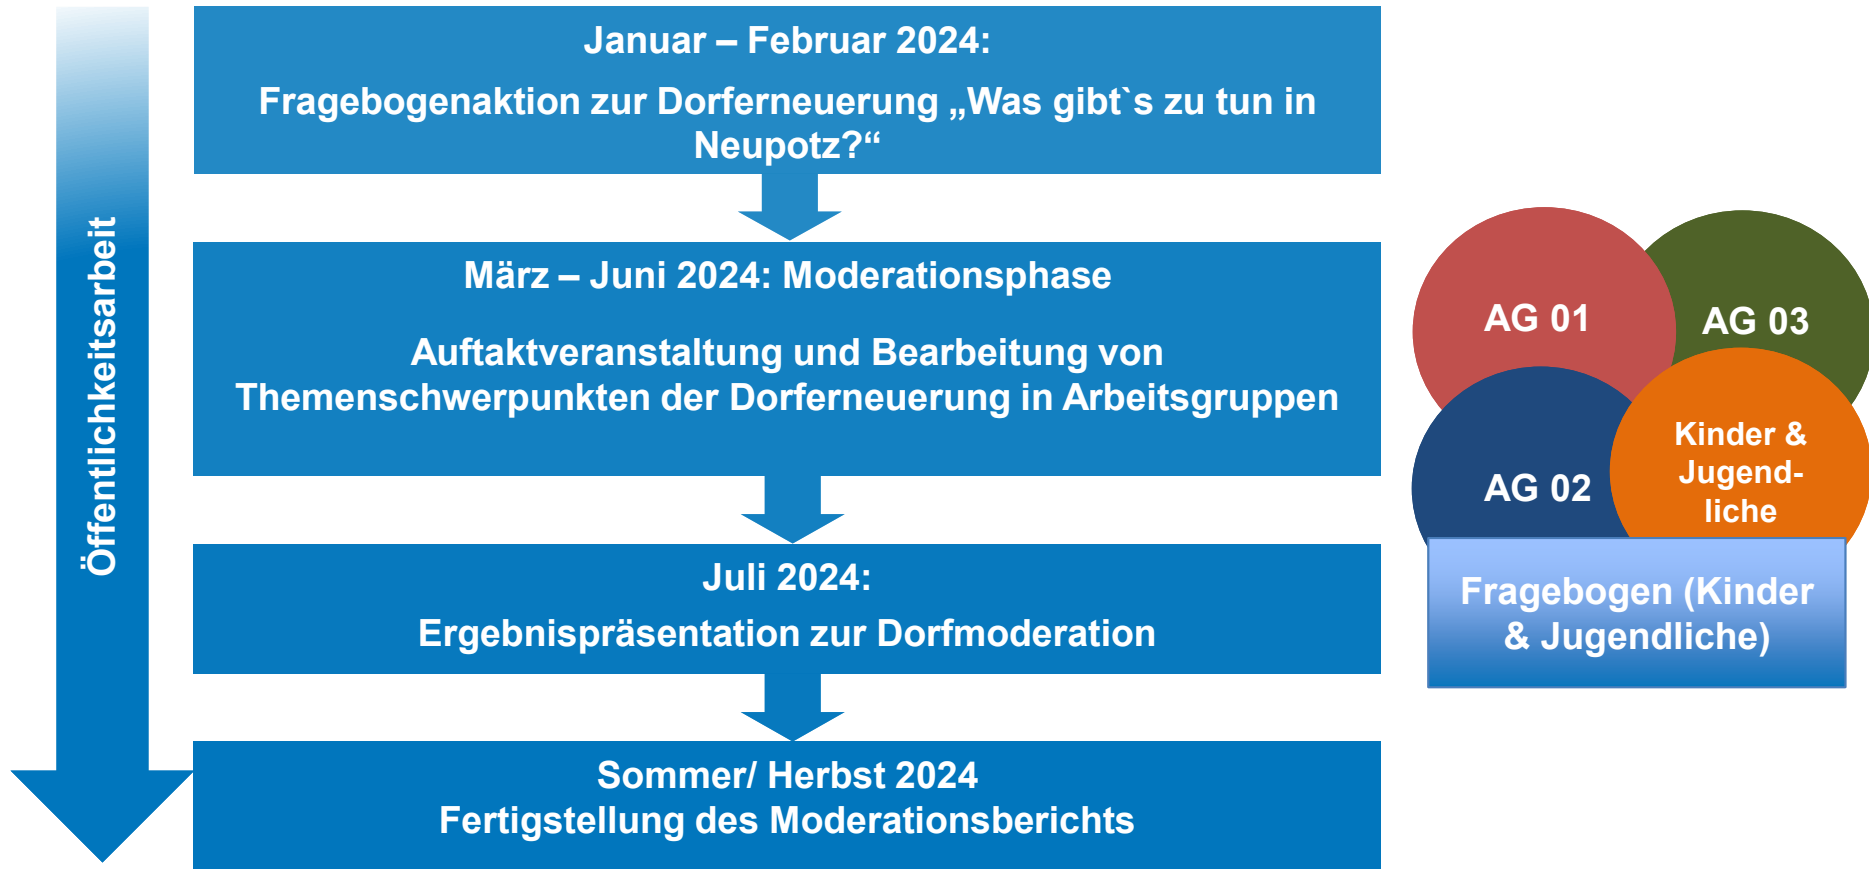 Öffentlichkeitsarbeit
Januar – Februar 2024:
Fragebogenaktion zur Dorferneuerung „Was gibt`s zu tun in
Neupotz?“
März – Juni 2024: Moderationsphase
Auftaktveranstaltung und Bearbeitung von
Themenschwerpunkten der Dorferneuerung in Arbeitsgruppen
Juli 2024:
Ergebnispräsentation zur Dorfmoderation
Sommer/ Herbst 2024
Fertigstellung des Moderationsberichts
AG 01
AG 03
AG 02
Kinder &
Jugend-
liche
Fragebogen (Kinder
& Jugendliche)